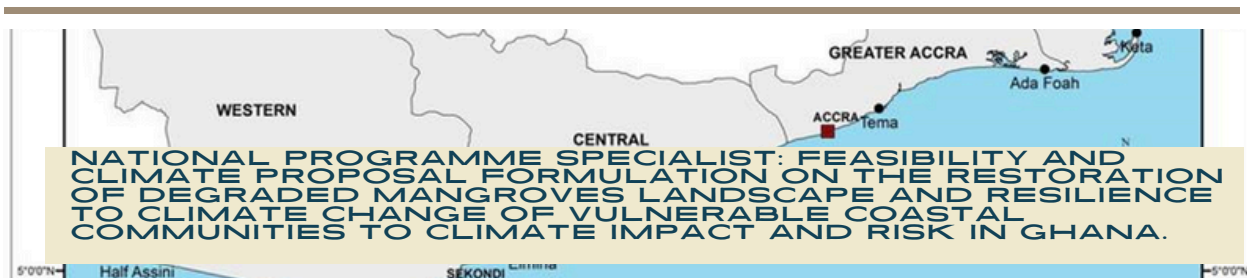 GREATER ACCRA
Keta
Ada Foah
WESTERN
ACCRA
Tema
CENTRAL
N
NATIONAL PROGRAMME SPECIALIST: FEASIBILITY AND
CLIMATE PROPOSAL FORMULATION ON THE RESTORATION
OF DEGRADED MANGROVES LANDSCAPE AND RESILIENCE
TO CLIMATE CHANGE OF VULNERABLE COASTAL
COMMUNITIES TO CLIMATE IMPACT AND RISK IN GHANA.
Elmina
5°0'0"N
Half Assini
SEKONDI
5°0'0"N